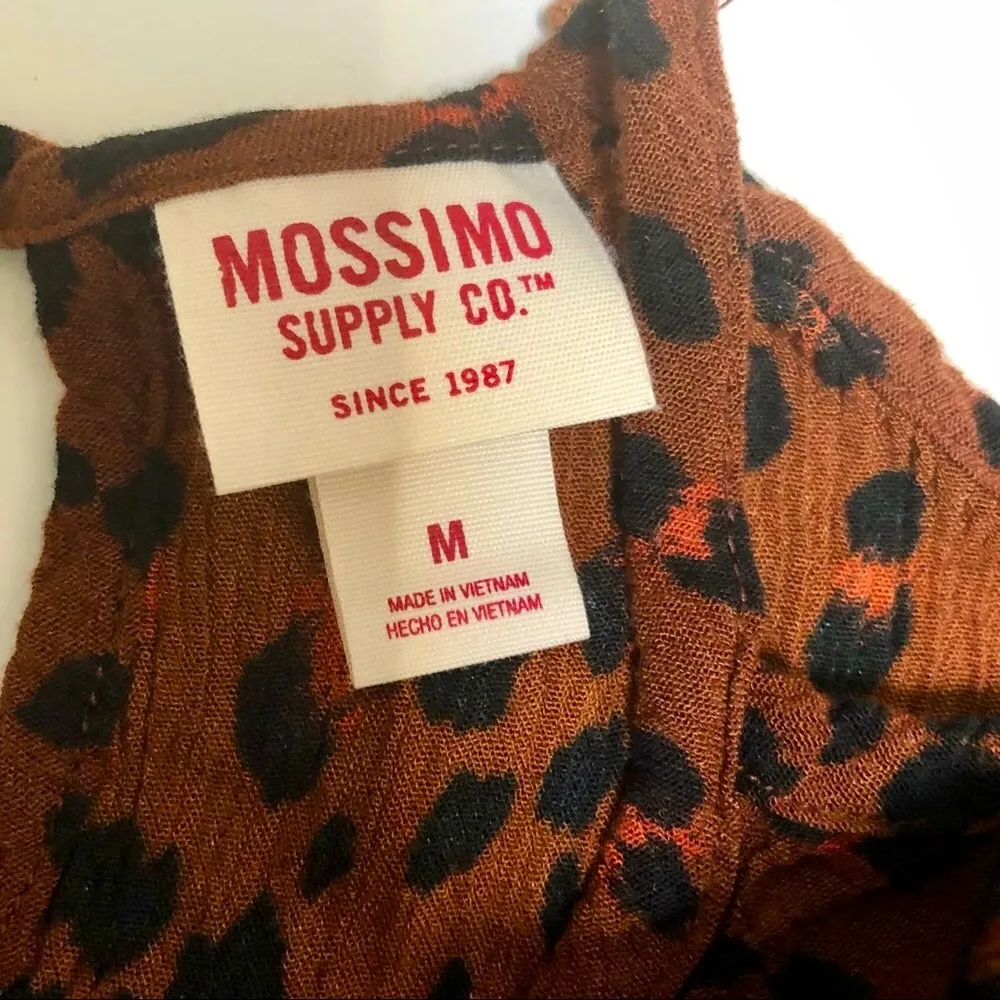 MOSSIMO
SUPPLY CO.™
SINCE 1987
M
MADE IN VIETNAM
HECHO EN VIETNAM